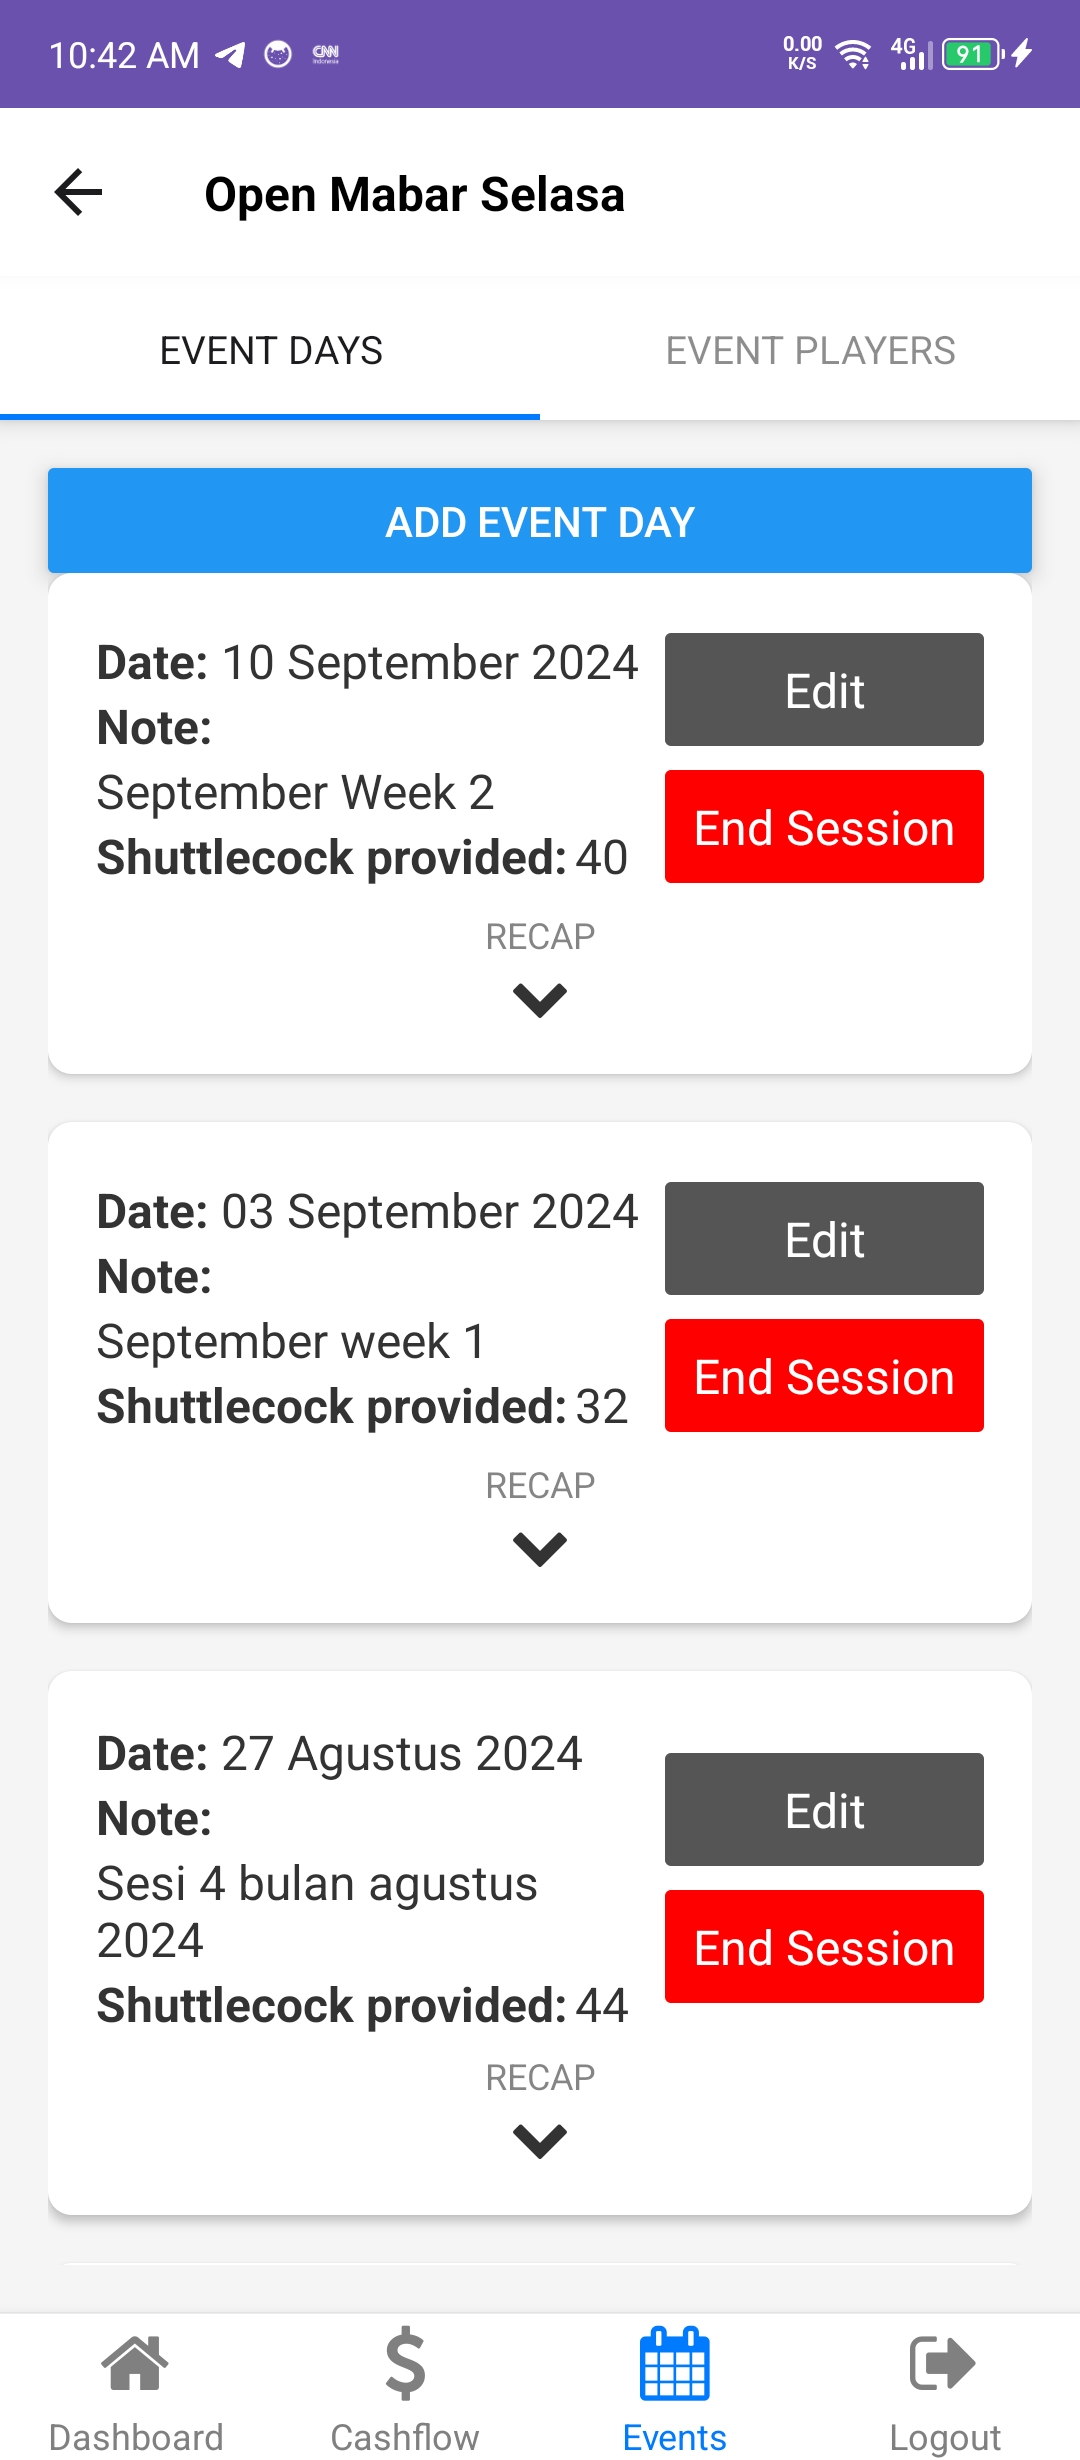 10:42 AM CNN Indonesia 0.00 K/S 4G 91
Open Mabar Selasa
EVENT DAYS EVENT PLAYERS
ADD EVENT DAY
Date: 10 September 2024
Edit
Note:
September Week 2
End Session
Shuttlecock provided: 40
RECAP
Date: 03 September 2024
Edit
Note:
September week 1
End Session
Shuttlecock provided: 32
RECAP
Date: 27 Agustus 2024
Edit
Note:
Sesi 4 bulan agustus
2024
End Session
Shuttlecock provided: 44
RECAP
Dashboard Cashflow Events Logout